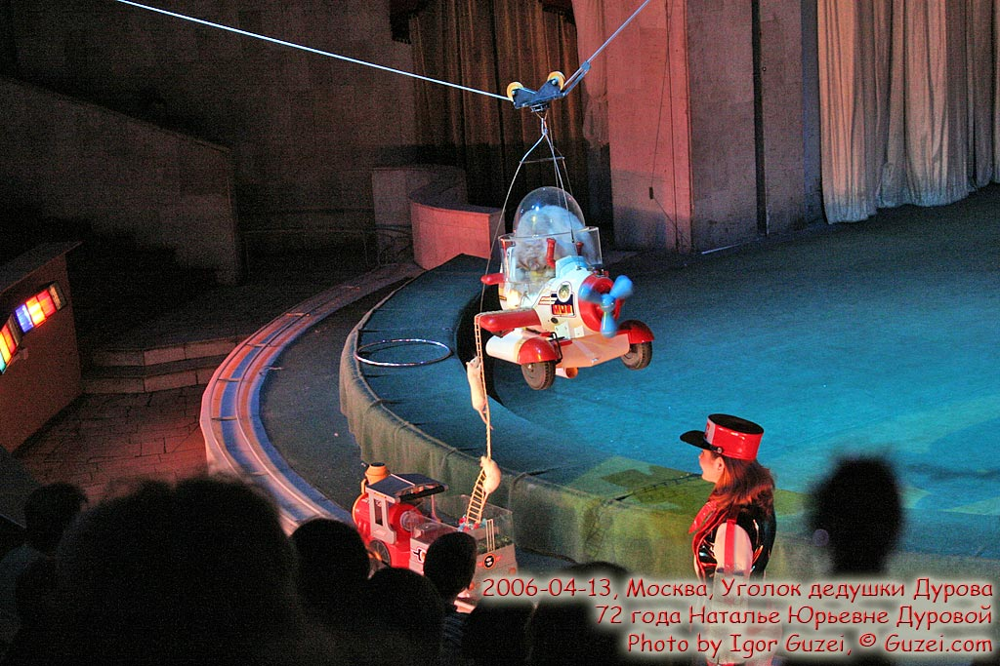 2006-04-13, Москва, Уголок дедушки Дурова
72 года Наталье Юрьевне Дуровой
Photo by Igor Guzei, © Guzei.com